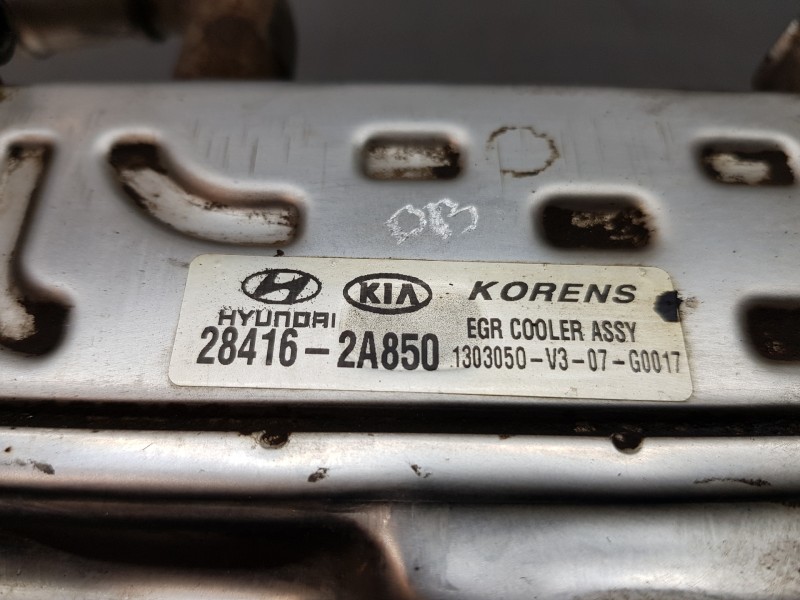 HYUNDAI KIA KORENS
28416-2A850 EGR COOLER ASSY
1303050-V3-07-G0017